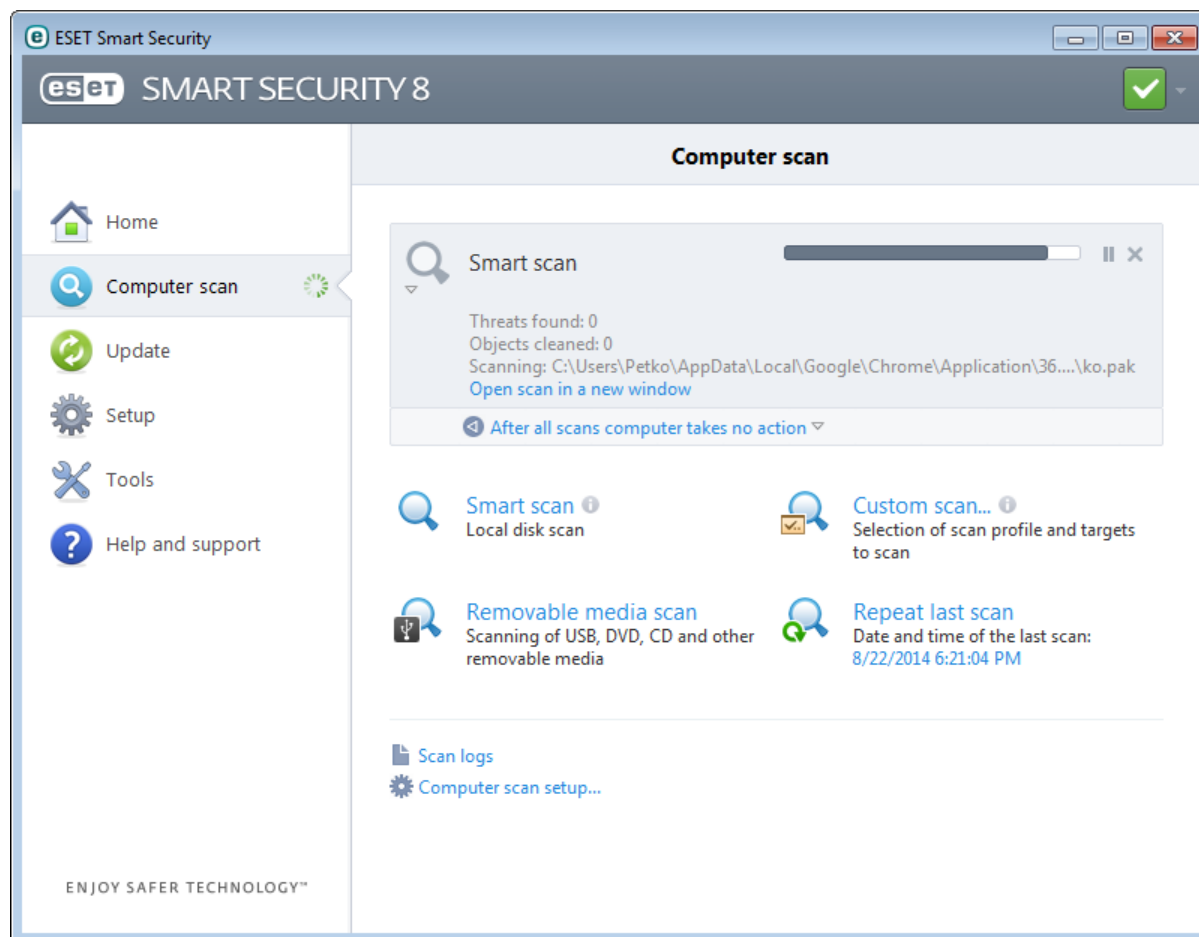 ESET Smart Security
eset SMART SECURITY 8
Computer scan
Home
Computer scan
Update
Setup
Tools
Help and support
Smart scan
Threats found: 0
Objects cleaned: 0
Scanning: C:\Users\Petko\AppData\Local\Google\Chrome\Application\36....\ko.pak
Open scan in a new window
After all scans computer takes no action
Smart scan
Local disk scan
Custom scan...
Selection of scan profile and targets
to scan
Removable media scan
Scanning of USB, DVD, CD and other
removable media
Repeat last scan
Date and time of the last scan:
8/22/2014 6:21:04 PM
Scan logs
Computer scan setup...
ENJOY SAFER TECHNOLOGY™